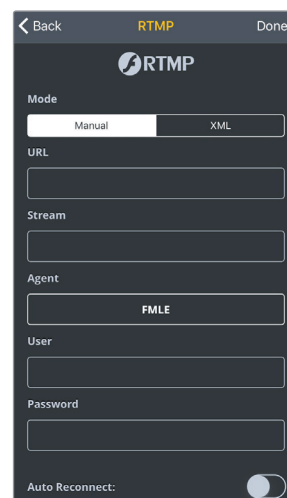 Back RTMP Done
RTMP
Mode
Manual XML
URL
Stream
Agent
FMLE
User
Password
Auto Reconnect: